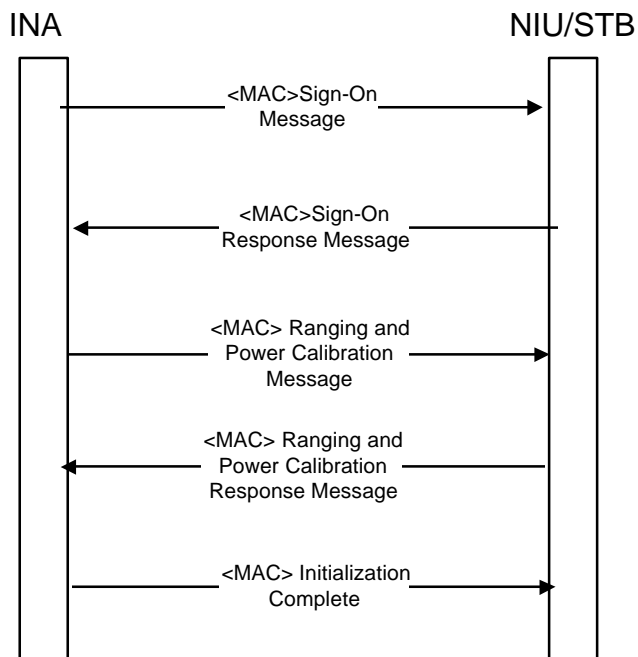 INA
NIU/STB
<MAC>Sign-On
Message
<MAC>Sign-On
Response Message
<MAC> Ranging and
Power Calibration
Message
<MAC> Ranging and
Power Calibration
Response Message
<MAC> Initialization
Complete